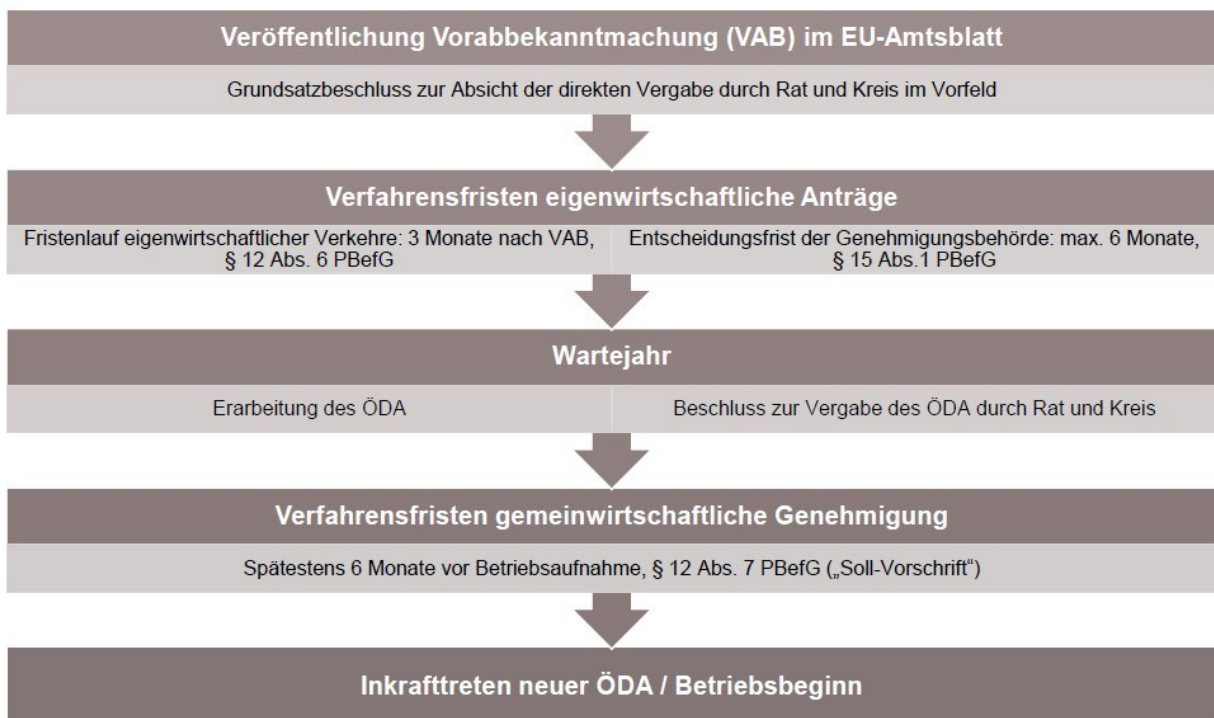 Veröffentlichung Vorabbekanntmachung (VAB) im EU-Amtsblatt
Grundsatzbeschluss zur Absicht der direkten Vergabe durch Rat und Kreis im Vorfeld
Verfahrensfristen eigenwirtschaftliche Anträge
Fristenlauf eigenwirtschaftlicher Verkehre: 3 Monate nach VAB,
§ 12 Abs. 6 PBefG
Entscheidungsfrist der Genehmigungsbehörde: max. 6 Monate,
§ 15 Abs.1 PBefG
Wartejahr
Erarbeitung des ÖDA
Beschluss zur Vergabe des ÖDA durch Rat und Kreis
Verfahrensfristen gemeinwirtschaftliche Genehmigung
Spätestens 6 Monate vor Betriebsaufnahme, § 12 Abs. 7 PBefG („Soll-Vorschrift“)
Inkrafttreten neuer ÖDA / Betriebsbeginn